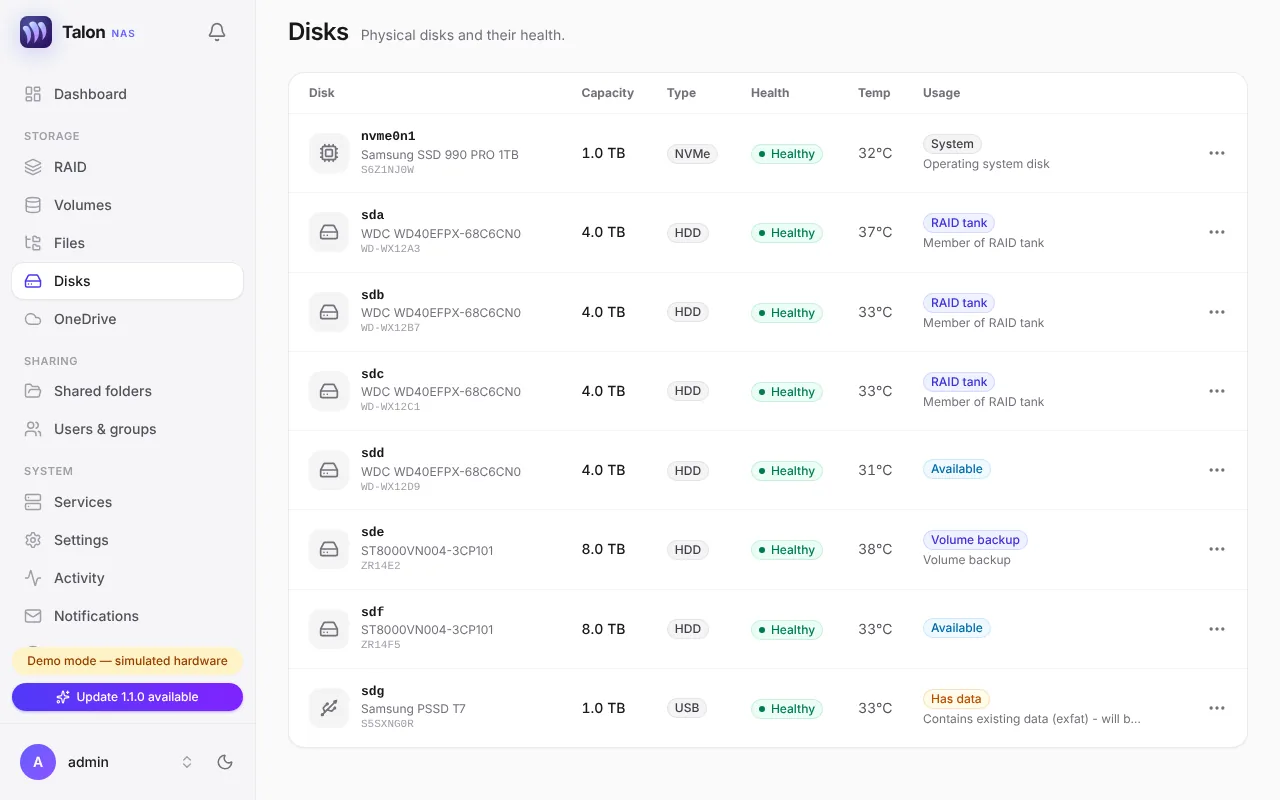 Talon NAS
Dashboard
STORAGE
RAID
Volumes
Files
Disks
OneDrive
SHARING
Shared folders
Users & groups
SYSTEM
Services
Settings
Activity
Notifications
Demo mode — simulated hardware
Update 1.1.0 available
A admin
Disks Physical disks and their health.
Disk Capacity Type Health Temp Usage
nvme0n1
Samsung SSD 990 PRO 1TB
S6Z1NJ0W
1.0 TB NVMe Healthy 32°C
System
Operating system disk
sda
WDC WD40EFPX-68C6CN0
WD-WX12A3
4.0 TB HDD Healthy 37°C
RAID tank
Member of RAID tank
sdb
WDC WD40EFPX-68C6CN0
WD-WX12B7
4.0 TB HDD Healthy 33°C
RAID tank
Member of RAID tank
sdc
WDC WD40EFPX-68C6CN0
WD-WX12C1
4.0 TB HDD Healthy 33°C
RAID tank
Member of RAID tank
sdd
WDC WD40EFPX-68C6CN0
WD-WX12D9
4.0 TB HDD Healthy 31°C
Available
sde
ST8000VN004-3CP101
ZR14E2
8.0 TB HDD Healthy 38°C
Volume backup
Volume backup
sdf
ST8000VN004-3CP101
ZR14F5
8.0 TB HDD Healthy 33°C
Available
sdg
Samsung PSSD T7
S5SXNG0R
1.0 TB USB Healthy 33°C
Has data
Contains existing data (exfat) - will b...